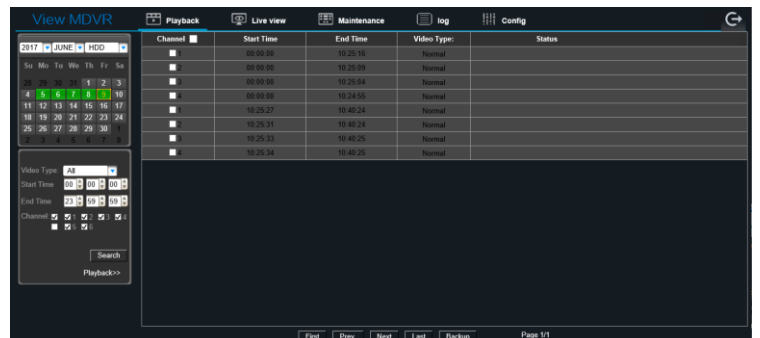 View MDVR
Playback Live view Maintenance log Config
2017 JUNE HDD
Su Mo Tu We Th Fr Sa
28 29 30 31 1 2 3
4 5 6 7 8 9 10
11 12 13 14 15 16 17
18 19 20 21 22 23 24
25 26 27 28 29 30 1
2 3 4 5 6 7 8
Video Type: All
Start Time 00 00 00
End Time 23 59 59
Channel: 1 2 3 4
5 6
Search
Playback>>
Channel Start Time End Time Video Type: Status
1 00:00:00 10:25:16 Normal
2 00:00:00 10:25:09 Normal
3 00:00:00 10:25:04 Normal
4 00:00:00 10:24:55 Normal
1 10:25:27 10:40:24 Normal
2 10:25:31 10:40:24 Normal
3 10:25:33 10:40:25 Normal
4 10:25:34 10:40:25 Normal
First Prev Next Last Backup Page 1/1